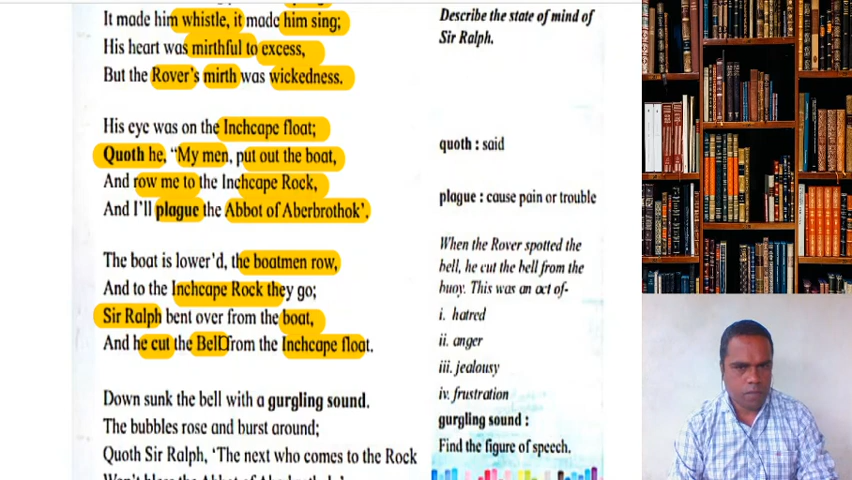 It made him whistle, it made him sing;
His heart was mirthful to excess,
But the Rover's mirth was wickedness.
His eye was on the Inchcape float;
Quoth he, “My men, put out the boat,
And row me to the Inchcape Rock,
And I'll plague the Abbot of Aberbrothok'.
The boat is lower'd, the boatmen row,
And to the Inchcape Rock they go;
Sir Ralph bent over from the boat,
And he cut the Bell from the Inchcape float.
Down sunk the bell with a gurgling sound.
The bubbles rose and burst around;
Quoth Sir Ralph, ‘The next who comes to the Rock
Describe the state of mind of
Sir Ralph.
quoth : said
plague : cause pain or trouble
When the Rover spotted the
bell, he cut the bell from the
buoy. This was an act of-
i. hatred
ii. anger
iii. jealousy
iv. frustration
gurgling sound :
Find the figure of speech.